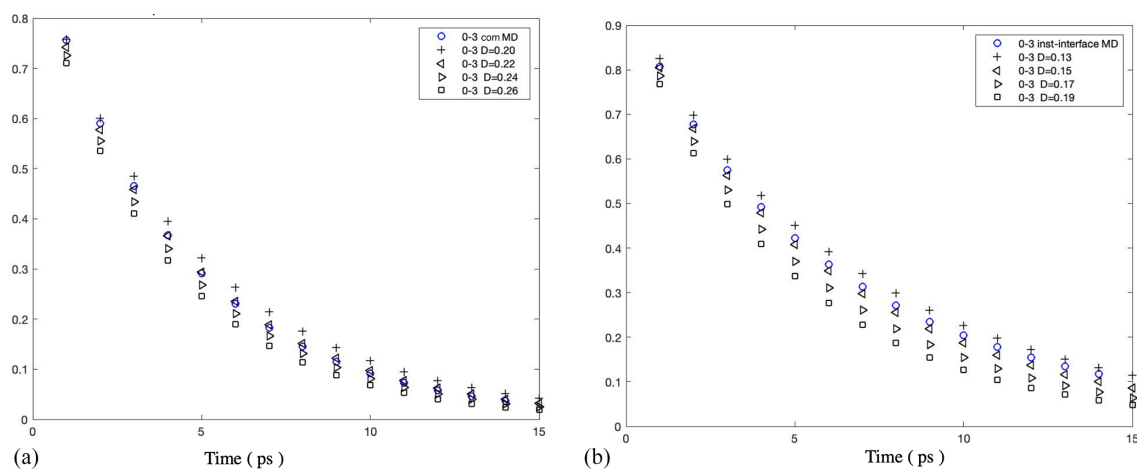 0.8
0.7
0.6
0.5
0.4
0.3
0.2
0.1
0
0
5
10
15
0-3 com MD
0-3 D=0.20
0-3 D=0.22
0-3 D=0.24
0-3 D=0.26
(a)
Time ( ps )
0.9
0.8
0.7
0.6
0.5
0.4
0.3
0.2
0.1
0
0
5
10
15
0-3 inst-interface MD
0-3 D=0.13
0-3 D=0.15
0-3 D=0.17
0-3 D=0.19
(b)
Time ( ps )